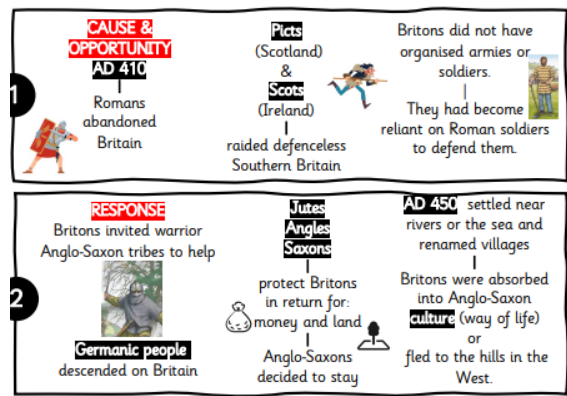 1
CAUSE &
OPPORTUNITY
AD 410
Romans
abandoned
Britain
Picts
(Scotland)
&
Scots
(Ireland)
raided defenceless
Southern Britain
Britons did not have
organised armies or
soldiers.
They had become
reliant on Roman soldiers
to defend them.
2
RESPONSE
Britons invited warrior
Anglo-Saxon tribes to help
Germanic people
descended on Britain
Jutes
Angles
Saxons
protect Britons
in return for:
money and land
Anglo-Saxons
decided to stay
AD 450 settled near
rivers or the sea and
renamed villages
Britons were absorbed
into Anglo-Saxon
culture (way of life)
or
fled to the hills in the
West.